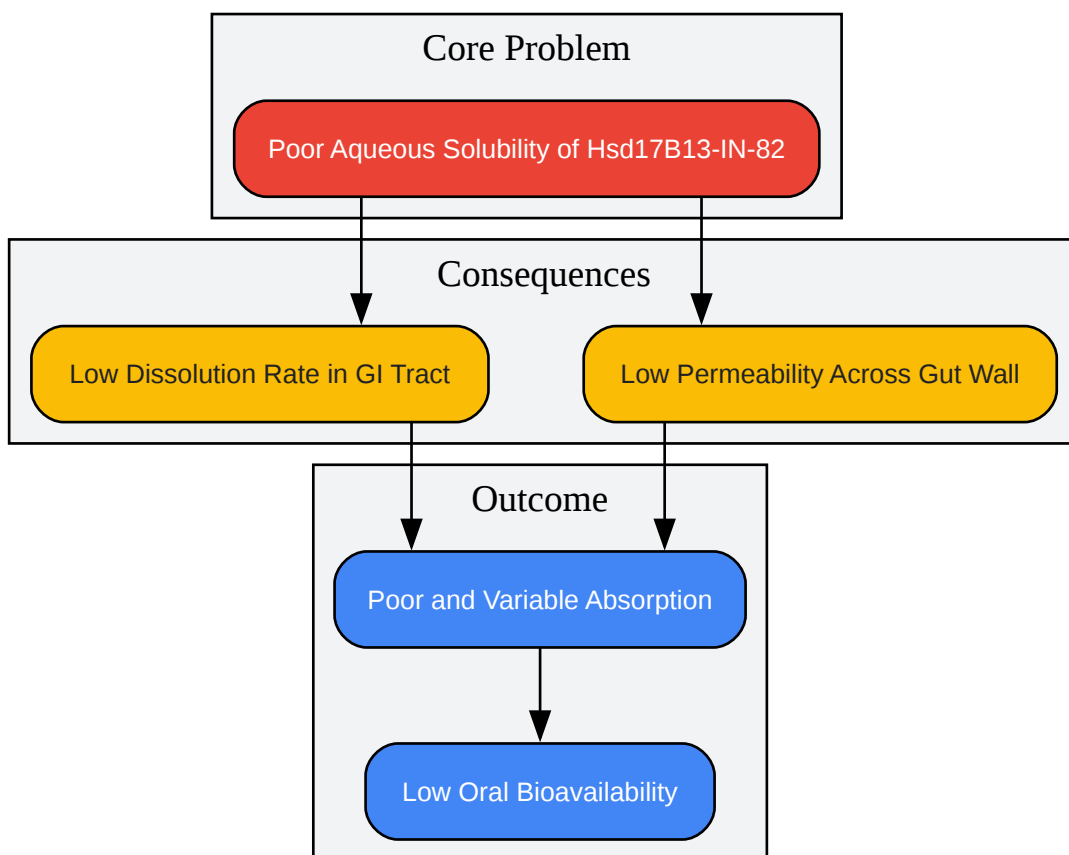 Core Problem
Poor Aqueous Solubility of Hsd17B13-IN-82
Consequences
Low Dissolution Rate in GI Tract
Low Permeability Across Gut Wall
Outcome
Poor and Variable Absorption
Low Oral Bioavailability